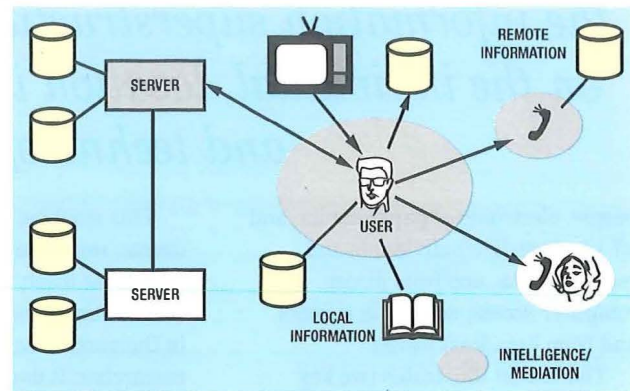 SERVER
REMOTE
INFORMATION
USER
SERVER
LOCAL
INFORMATION
INTELLIGENCE/
MEDIATION